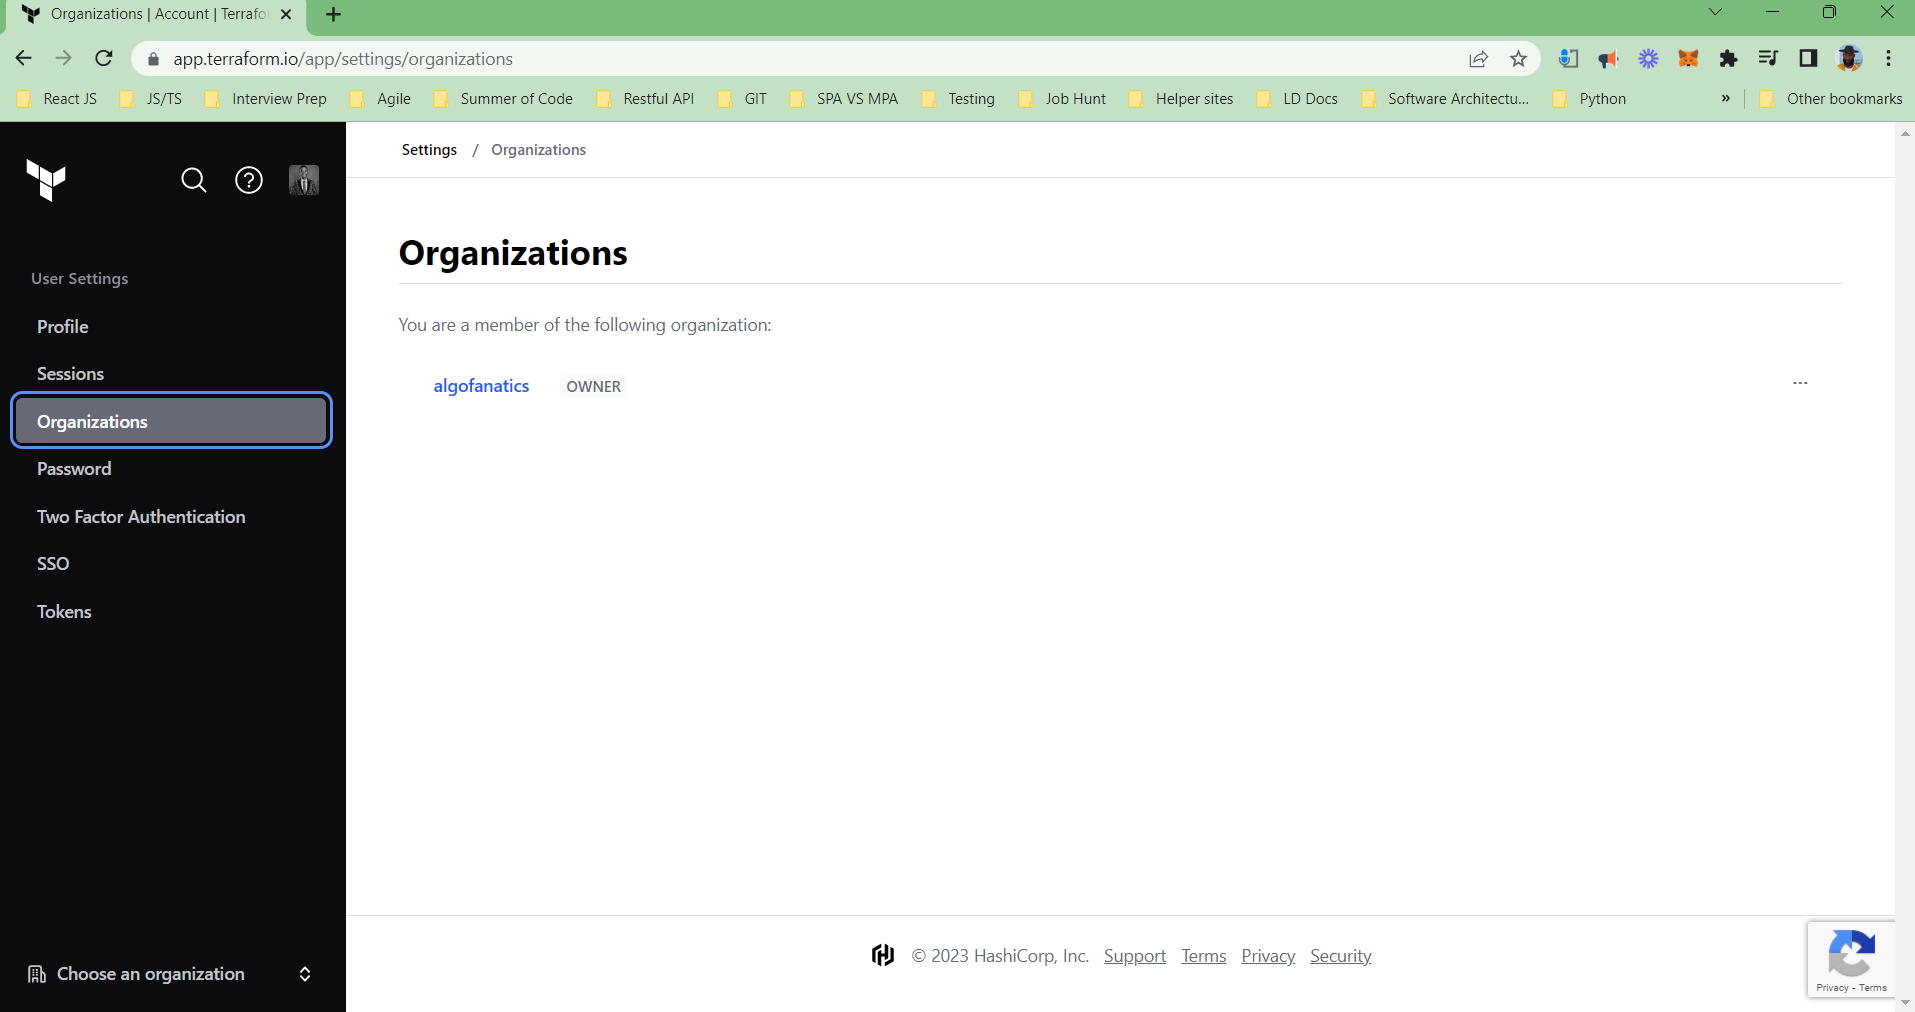 Organizations | Account | Terrafo
app.terraform.io/app/settings/organizations
React JS JS/TS Interview Prep Agile Summer of Code Restful API GIT SPA VS MPA Testing Job Hunt Helper sites LD Docs Software Architectu... Python » Other bookmarks
Settings / Organizations
User Settings
Profile
Sessions
Organizations
Password
Two Factor Authentication
SSO
Tokens
Choose an organization
Organizations
You are a member of the following organization:
algofanatics OWNER ...
© 2023 HashiCorp, Inc. Support Terms Privacy Security
Privacy - Terms